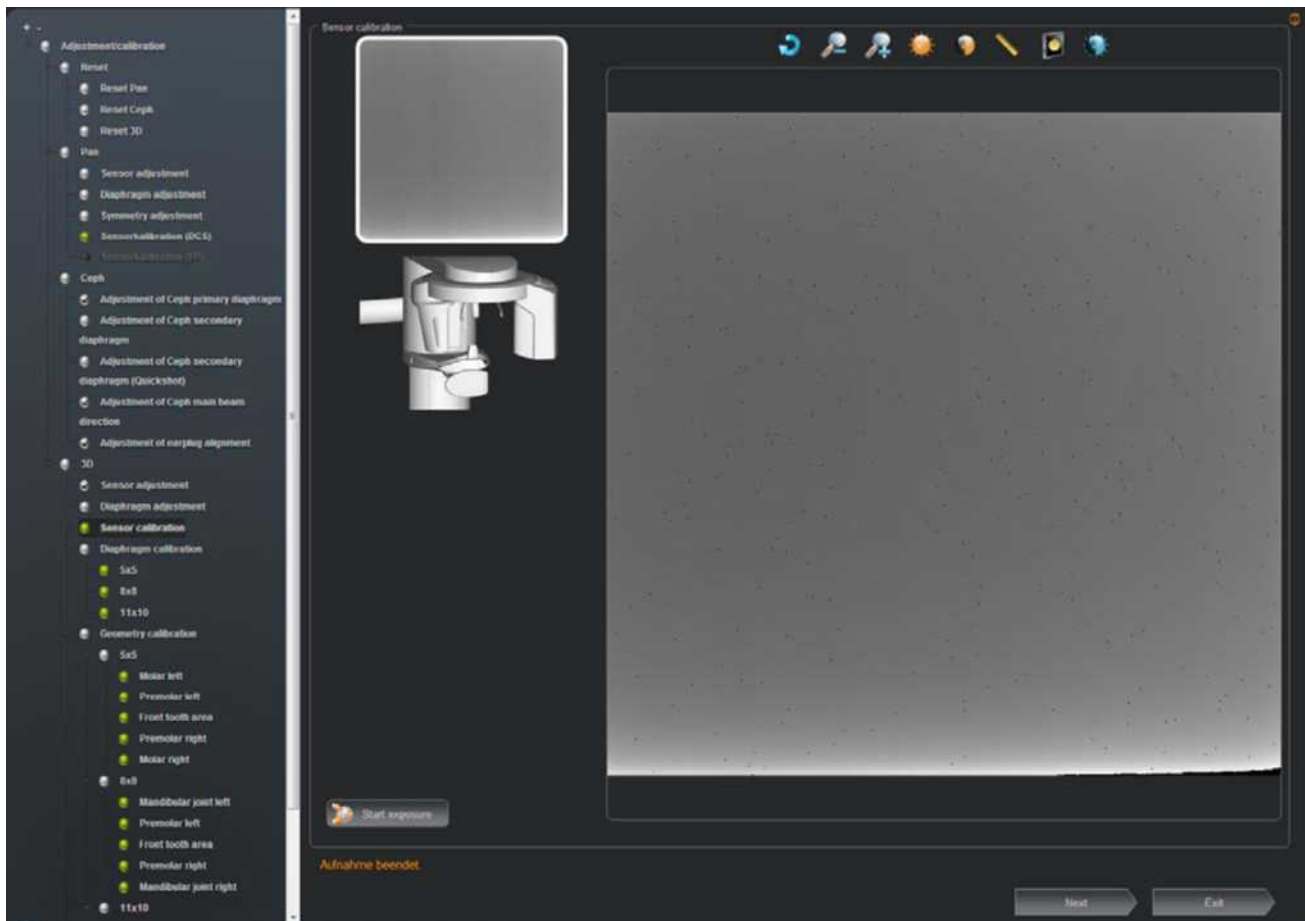 + -
Adjustment/calibration
Reset
Reset Pan
Reset Ceph
Reset 3D
Pan
Sensor adjustment
Diaphragm adjustment
Symmetry adjustment
Sensorkalibration (DCS)
Ceph
Adjustment of Ceph primary diaphragm
Adjustment of Ceph secondary
diaphragm
Adjustment of Ceph secondary
diaphragm (Quickshot)
Adjustment of Ceph main beam
direction
Adjustment of earplug alignment
3D
Sensor adjustment
Diaphragm adjustment
Sensor calibration
Diaphragm calibration
5x5
8x8
11x10
Geometry calibration
5x5
Molar left
Premolar left
Front tooth area
Premolar right
Molar right
8x8
Mandibular joint left
Premolar left
Front tooth area
Premolar right
Mandibular joint right
11x10
Sensor calibration
Start exposure
Aufnahme beendet.
Next
Exit